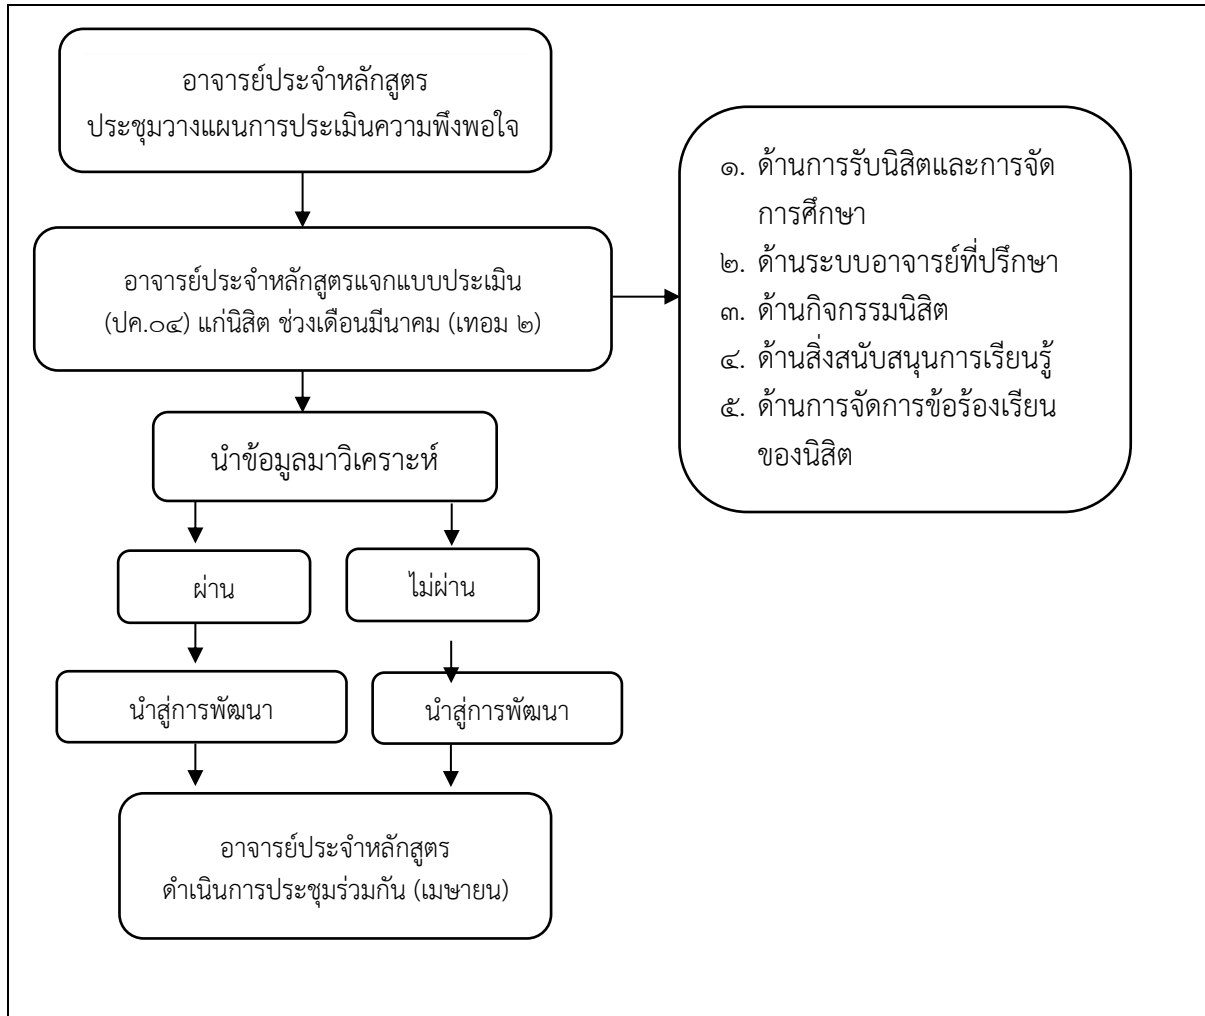 อาจารย์ประจำหลักสูตร
ประชุมวางแผนการประเมินความพึงพอใจ
อาจารย์ประจำหลักสูตรแจกแบบประเมิน
(ปค.๐๔) แก่นิสิต ช่วงเดือนมีนาคม (เทอม ๒)
๑. ด้านการรับนิสิตและการจัด
การศึกษา
๒. ด้านระบบอาจารย์ที่ปรึกษา
๓. ด้านกิจกรรมนิสิต
๔. ด้านสิ่งสนับสนุนการเรียนรู้
๕. ด้านการจัดการข้อร้องเรียน
ของนิสิต
นำข้อมูลมาวิเคราะห์
ผ่าน
ไม่ผ่าน
นำสู่การพัฒนา
นำสู่การพัฒนา
อาจารย์ประจำหลักสูตร
ดำเนินการประชุมร่วมกัน (เมษายน)